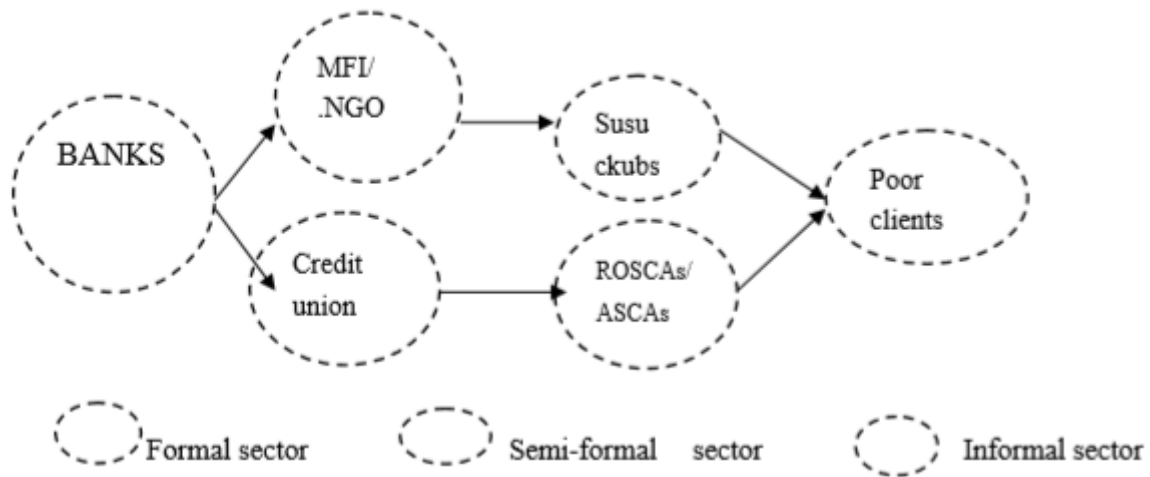 BANKS
MFI/
.NGO
Susu
ckubs
Poor
clients
Credit
union
ROSCAs/
ASCAs
Formal sector
Semi-formal sector
Informal sector